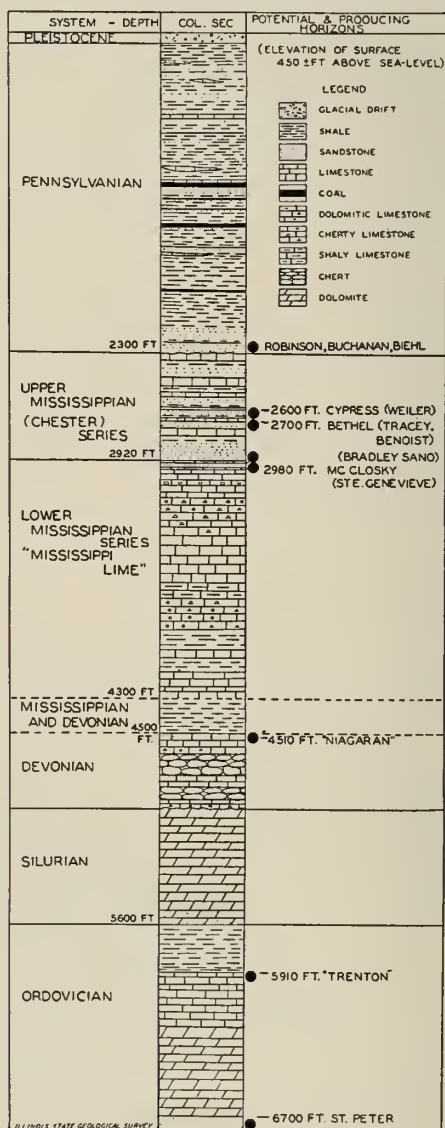 SYSTEM - DEPTH
COL. SEC
POTENTIAL & PRODUCING
HORIZONS
PLEISTOCENE
(ELEVATION OF SURFACE
450 ±FT ABOVE SEA-LEVEL)
LEGEND
GLACIAL DRIFT
SHALE
SANDSTONE
LIMESTONE
COAL
DOLOMITIC LIMESTONE
CHERTY LIMESTONE
SHALY LIMESTONE
CHERT
DOLOMITE
PENNSYLVANIAN
2300 FT
ROBINSON, BUCHANAN, BIEHL
UPPER
MISSISSIPPIAN
(CHESTER)
SERIES
2920 FT
-2600 FT. CYPRESS (WEILER)
-2700 FT. BETHEL (TRACEY,
BENOIST)
(BRADLEY SANO)
2980 FT. MC CLOSKY
(STE. GENEVIEVE)
LOWER
MISSISSIPPIAN
SERIES
"MISSISSIPPI
LIME"
4300 FT
MISSISSIPPIAN
AND DEVONIAN
4500
FT.
-4510 FT. "NIAGARAN"
DEVONIAN
SILURIAN
5600 FT
ORDOVICIAN
-5910 FT. "TRENTON"
-6700 FT. ST. PETER
ILLINOIS STATE GEOLOGICAL SURVEY